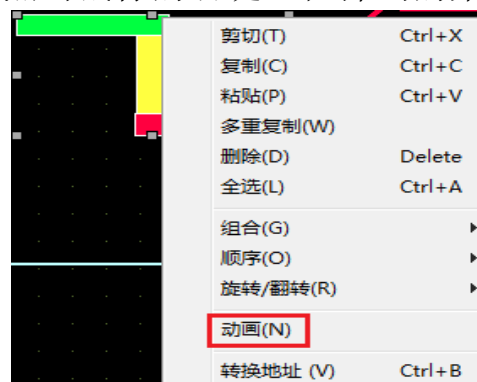 剪切(T) Ctrl+X
复制(C) Ctrl+C
粘贴(P) Ctrl+V
多重复制(W)
删除(D) Delete
全选(L) Ctrl+A
组合(G)
顺序(O)
旋转/翻转(R)
动画(N)
转换地址 (V) Ctrl+B